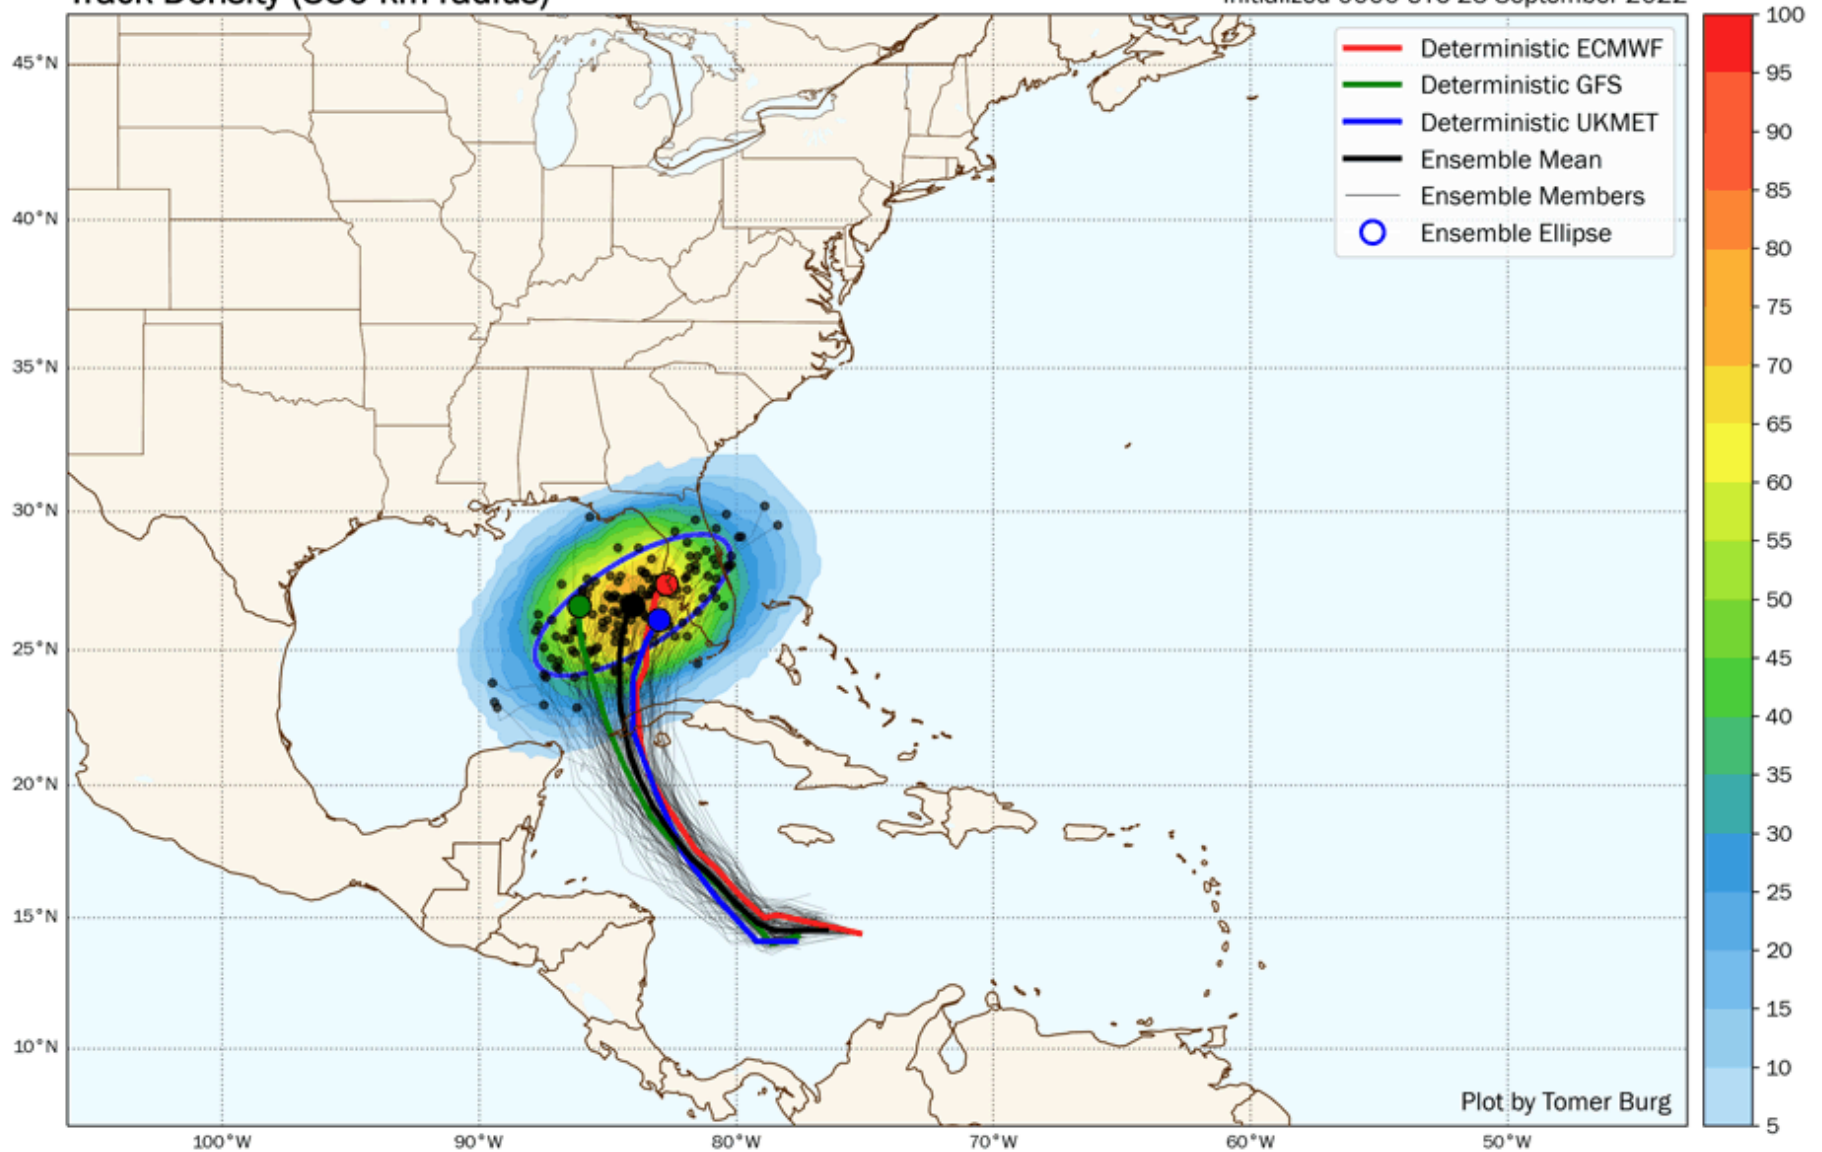 Deterministic ECMWF
Deterministic GFS
Deterministic UKMET
Ensemble Mean
Ensemble Members
Ensemble Ellipse
45°N
40°N
35°N
30°N
25°N
20°N
15°N
10°N
100°W
90°W
80°W
70°W
60°W
50°W
Plot by Tomer Burg
100
95
90
85
80
75
70
65
60
55
50
45
40
35
30
25
20
15
10
5